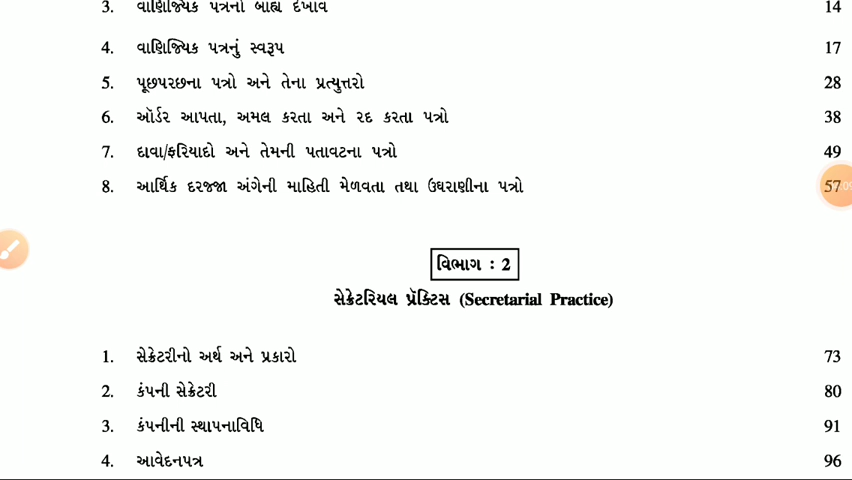 3. વાણિજ્યિક પત્રનો બાહ્ય દેખાવ 14
4. વાણિજ્યિક પત્રનું સ્વરૂપ 17
5. પૂછપરછના પત્રો અને તેના પ્રત્યુત્તરો 28
6. ઑર્ડર આપતા, અમલ કરતા અને રદ કરતા પત્રો 38
7. દાવા/ફરિયાદો અને તેમની પતાવટના પત્રો 49
8. આર્થિક દરજ્જા અંગેની માહિતી મેળવતા તથા ઉઘરાણીના પત્રો 57
વિભાગ : 2
સેક્રેટરિયલ પ્રૅક્ટિસ (Secretarial Practice)
1. સેક્રેટરીનો અર્થ અને પ્રકારો 73
2. કંપની સેક્રેટરી 80
3. કંપનીની સ્થાપનાવિધિ 91
4. આવેદનપત્ર 96